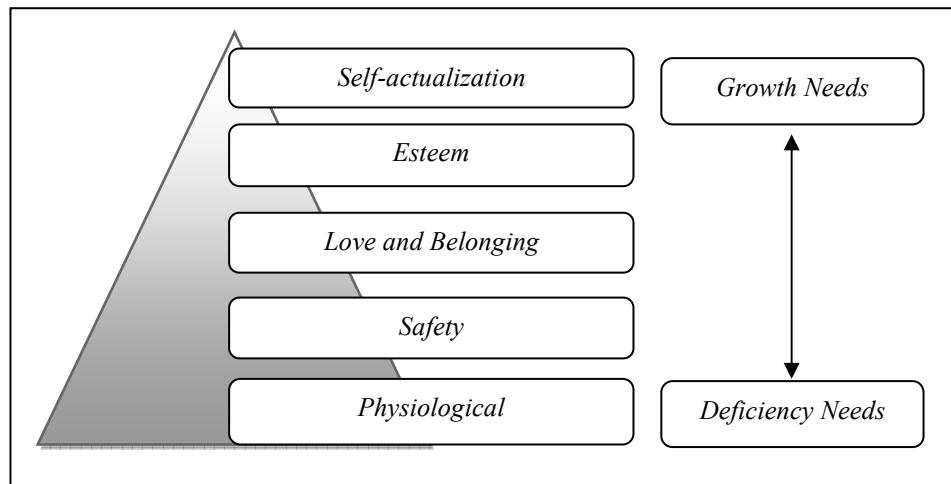 Self-actualization
Growth Needs
Esteem
Love and Belonging
Safety
Physiological
Deficiency Needs